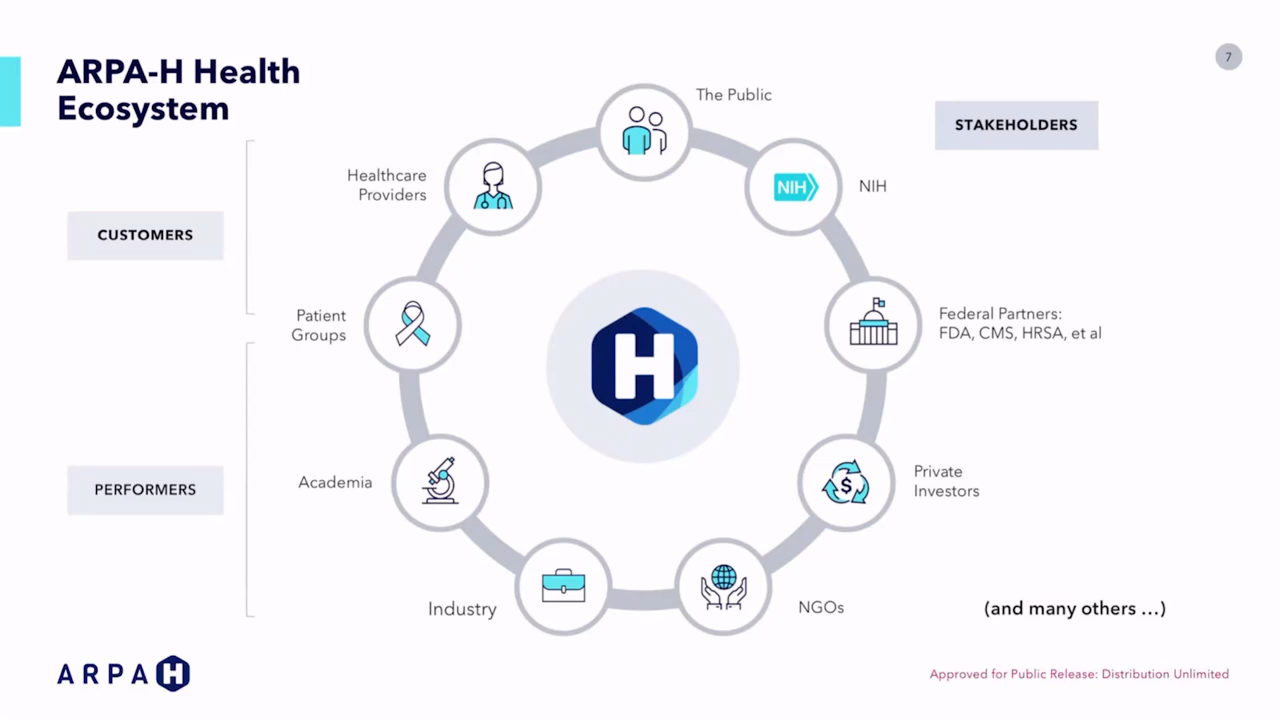 ARPA-H Health
Ecosystem
7
The Public
STAKEHOLDERS
Healthcare
Providers
NIH
NIH
CUSTOMERS
Patient
Groups
H
Federal Partners:
FDA, CMS, HRSA, et al
PERFORMERS
Academia
$
Private
Investors
Industry
NGOs
(and many others ...)
ARPA H
Approved for Public Release: Distribution Unlimited